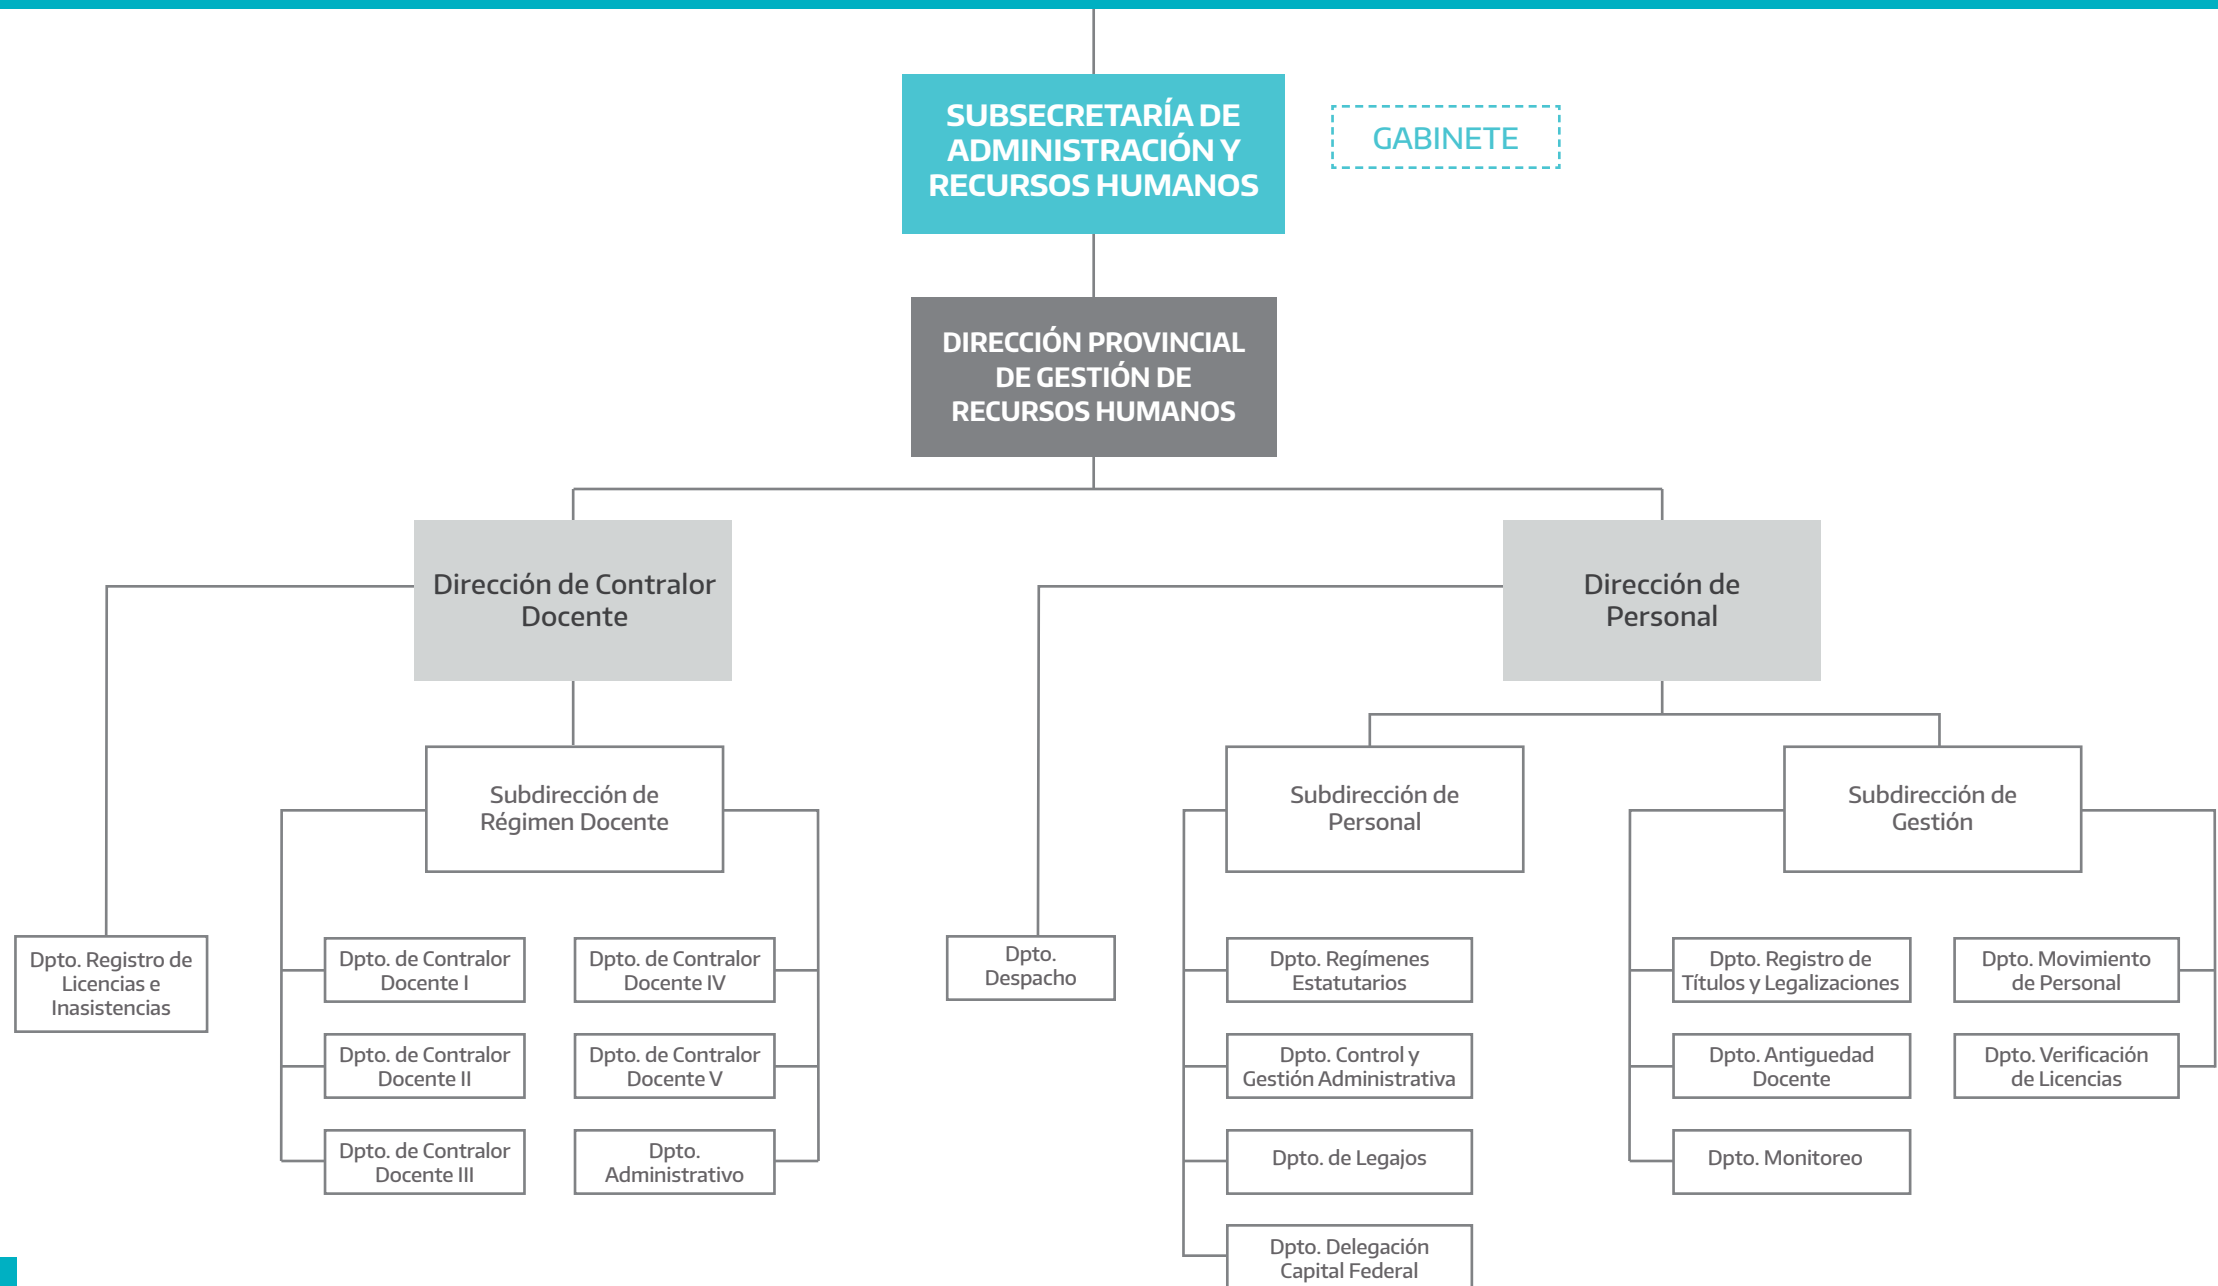 SUBSECRETARÍA DE
ADMINISTRACIÓN Y
RECURSOS HUMANOS
GABINETE
DIRECCIÓN PROVINCIAL
DE GESTIÓN DE
RECURSOS HUMANOS
Dirección de Contralor
Docente
Dirección de
Personal
Subdirección de
Régimen Docente
Subdirección de
Personal
Subdirección de
Gestión
Dpto. Registro de
Licencias e
Inasistencias
Dpto. de Contralor
Docente I
Dpto. de Contralor
Docente IV
Dpto. de Contralor
Docente II
Dpto. de Contralor
Docente V
Dpto. de Contralor
Docente III
Dpto.
Administrativo
Dpto.
Despacho
Dpto. Regímenes
Estatutarios
Dpto. Control y
Gestión Administrativa
Dpto. de Legajos
Dpto. Delegación
Capital Federal
Dpto. Registro de
Títulos y Legalizaciones
Dpto. Movimiento
de Personal
Dpto. Antiguedad
Docente
Dpto. Verificación
de Licencias
Dpto. Monitoreo